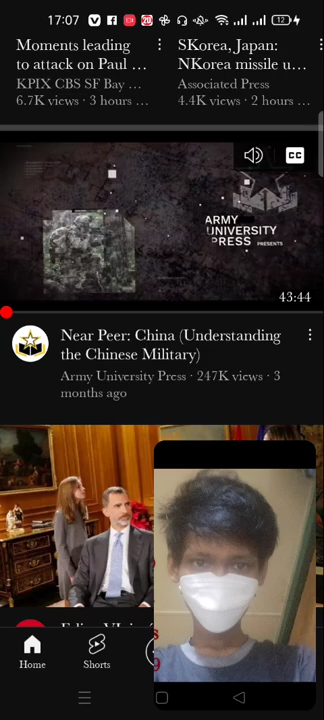 17:07
12
Moments leading
to attack on Paul ...
KPIX CBS SF Bay ...
6.7K views · 3 hours ...
SKorea, Japan:
NKorea missile u...
Associated Press
4.4K views · 2 hours ...
CC
ARMY
UNIVERSITY
PRESS PRESENTS
43:44
Near Peer: China (Understanding
the Chinese Military)
Army University Press · 247K views · 3
months ago
Home
Shorts